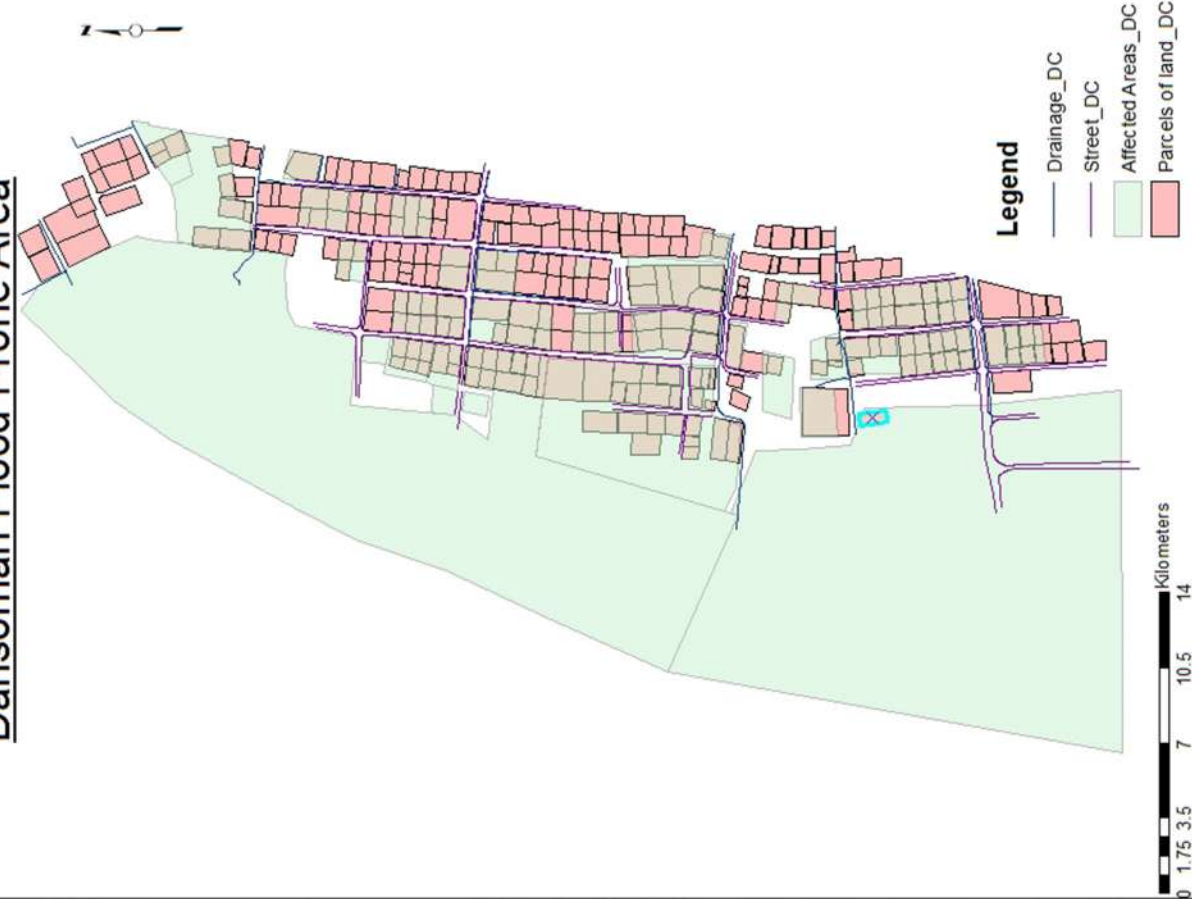 Dansoman Flood Prone Area
N
Legend
Drainage_DC
Street_DC
Affected Areas_DC
Parcels of land_DC
Kilometers
0 1.75 3.5 7 10.5 14